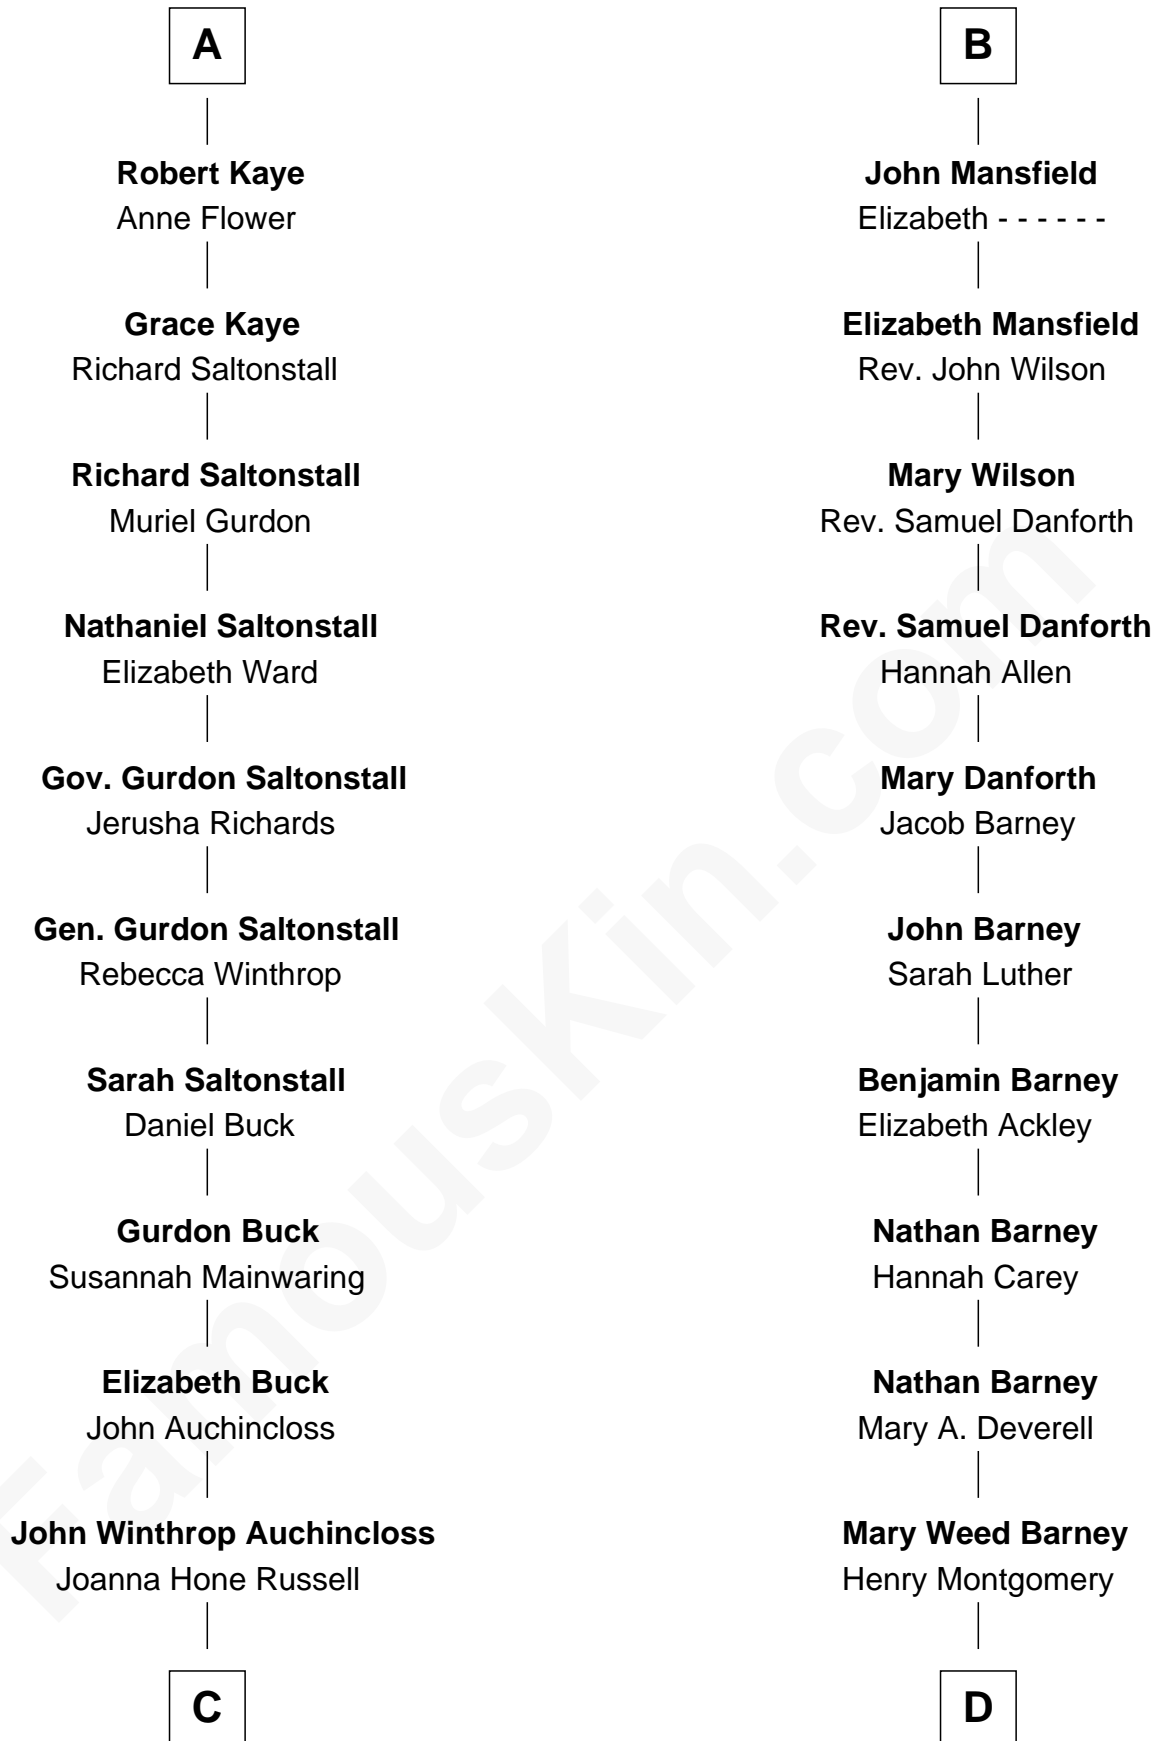 A
Robert Kaye
Anne Flower
Grace Kaye
Richard Saltonstall
Richard Saltonstall
Muriel Gurdon
Nathaniel Saltonstall
Elizabeth Ward
Gov. Gurdon Saltonstall
Jerusha Richards
Gen. Gurdon Saltonstall
Rebecca Winthrop
Sarah Saltonstall
Daniel Buck
Gurdon Buck
Susannah Mainwaring
Elizabeth Buck
John Auchincloss
John Winthrop Auchincloss
Joanna Hone Russell
C
B
John Mansfield
Elizabeth - - - - - -
Elizabeth Mansfield
Rev. John Wilson
Mary Wilson
Rev. Samuel Danforth
Rev. Samuel Danforth
Hannah Allen
Mary Danforth
Jacob Barney
John Barney
Sarah Luther
Benjamin Barney
Elizabeth Ackley
Nathan Barney
Hannah Carey
Nathan Barney
Mary A. Deverell
Mary Weed Barney
Henry Montgomery
D
FamousKin.com